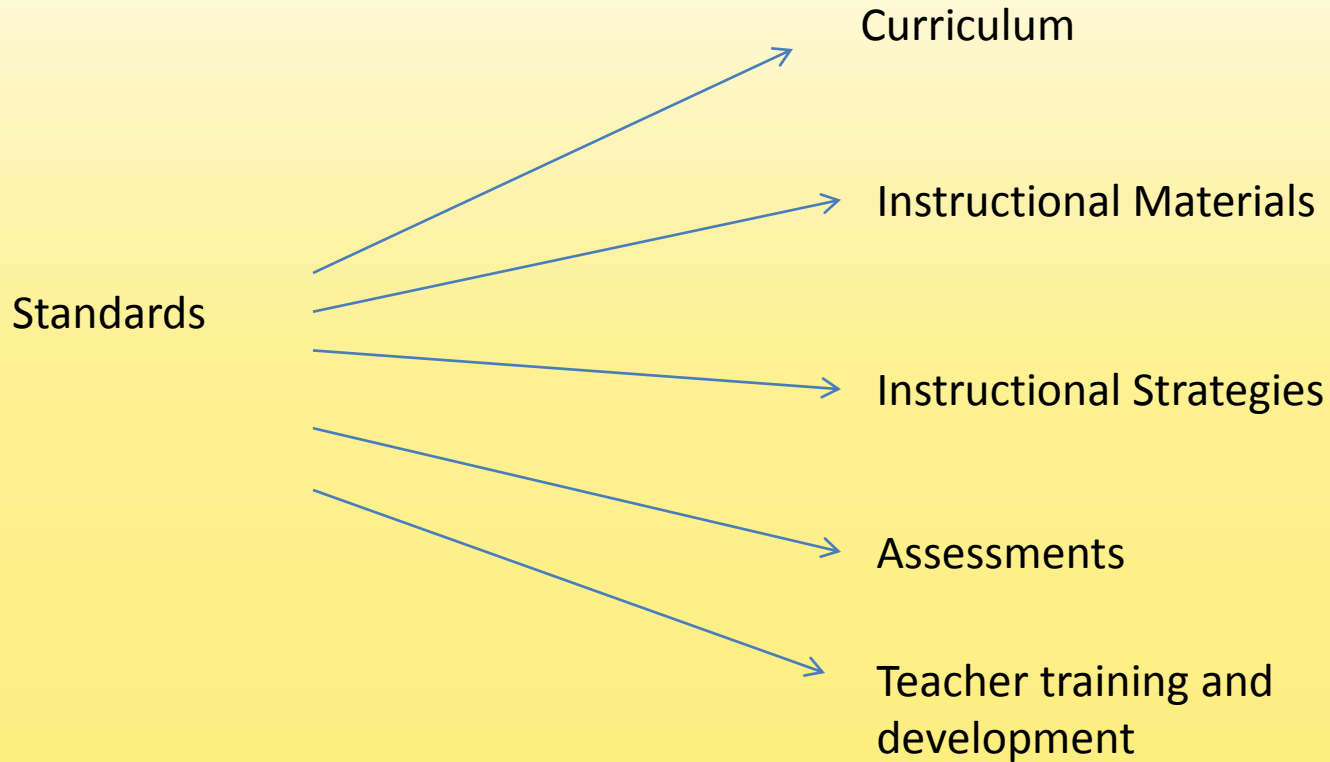 Curriculum
Instructional Materials
Standards
Instructional Strategies
Assessments
Teacher training and
development